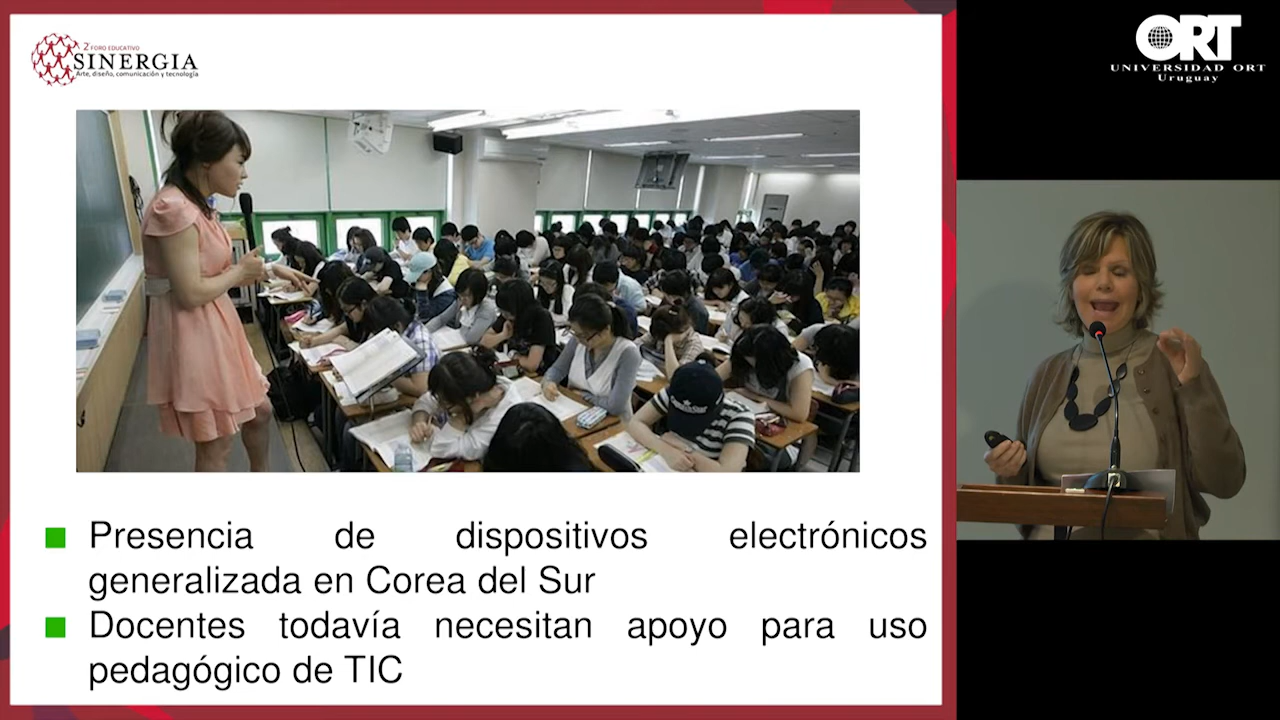 2 FORO EDUCATIVO
SINERGIA
Arte, diseño, comunicación y tecnología
ORT
UNIVERSIDAD ORT
Uruguay
Presencia de dispositivos electrónicos
generalizada en Corea del Sur
Docentes todavía necesitan apoyo para uso
pedagógico de TIC